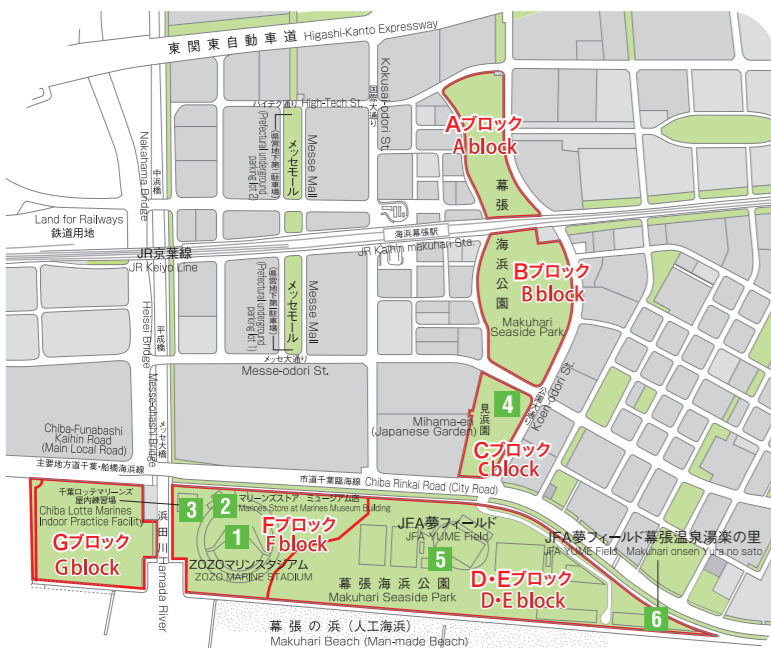 東関東自動車道 Higashi-Kanto Expressway
ハイテク通り High-Tech St.
国際大通り
Kokusai-odori St.
Aブロック
A block
幕張
海浜公園
中浜橋
Nakahama Bridge
(県営地下第二駐車場)
(Prefectural underground
parking lot. 2)
メッセモール
Messe Mall
Land for Railways
鉄道用地
海浜幕張駅
JR Kaihin makuhari Sta.
JR京葉線
JR Keiyo Line
Bブロック
B block
Makuhari
Seaside Park
(県営地下第一駐車場)
(Prefectural underground
parking lot. 1)
メッセモール
Messe Mall
平成橋
Heisei Bridge
メッセ大通り
Messe-odori St.
公園大通り
Koen-odori St.
4
見浜園
Mihama-en
(Japanese Garden)
Cブロック
C block
メッセ大橋
Messe-ohashi Bridge
Chiba-Funabashi
Kaihin Road
(Main Local Road)
主要地方道千葉・船橋海浜線
市道千葉臨海線 Chiba Rinkai Road (City Road)
千葉ロッテマリーンズ
屋内練習場
Chiba Lotte Marines
Indoor Practice Facility
Gブロック
G block
浜田川
Hamada River
3
2
マリーンズストア ミュージアム店
Marines Store at Marines Museum Building
1
Fブロック
F block
ZOZOマリンスタジアム
ZOZO MARINE STADIUM
JFA夢フィールド
JFA YUME Field
5
JFA夢フィールド幕張温泉湯楽の里
JFA YUME Field Makuhari onsen Yura no sato
D・Eブロック
D・E block
幕張海浜公園
Makuhari Seaside Park
6
幕張の浜(人工海浜)
Makuhari Beach (Man-made Beach)